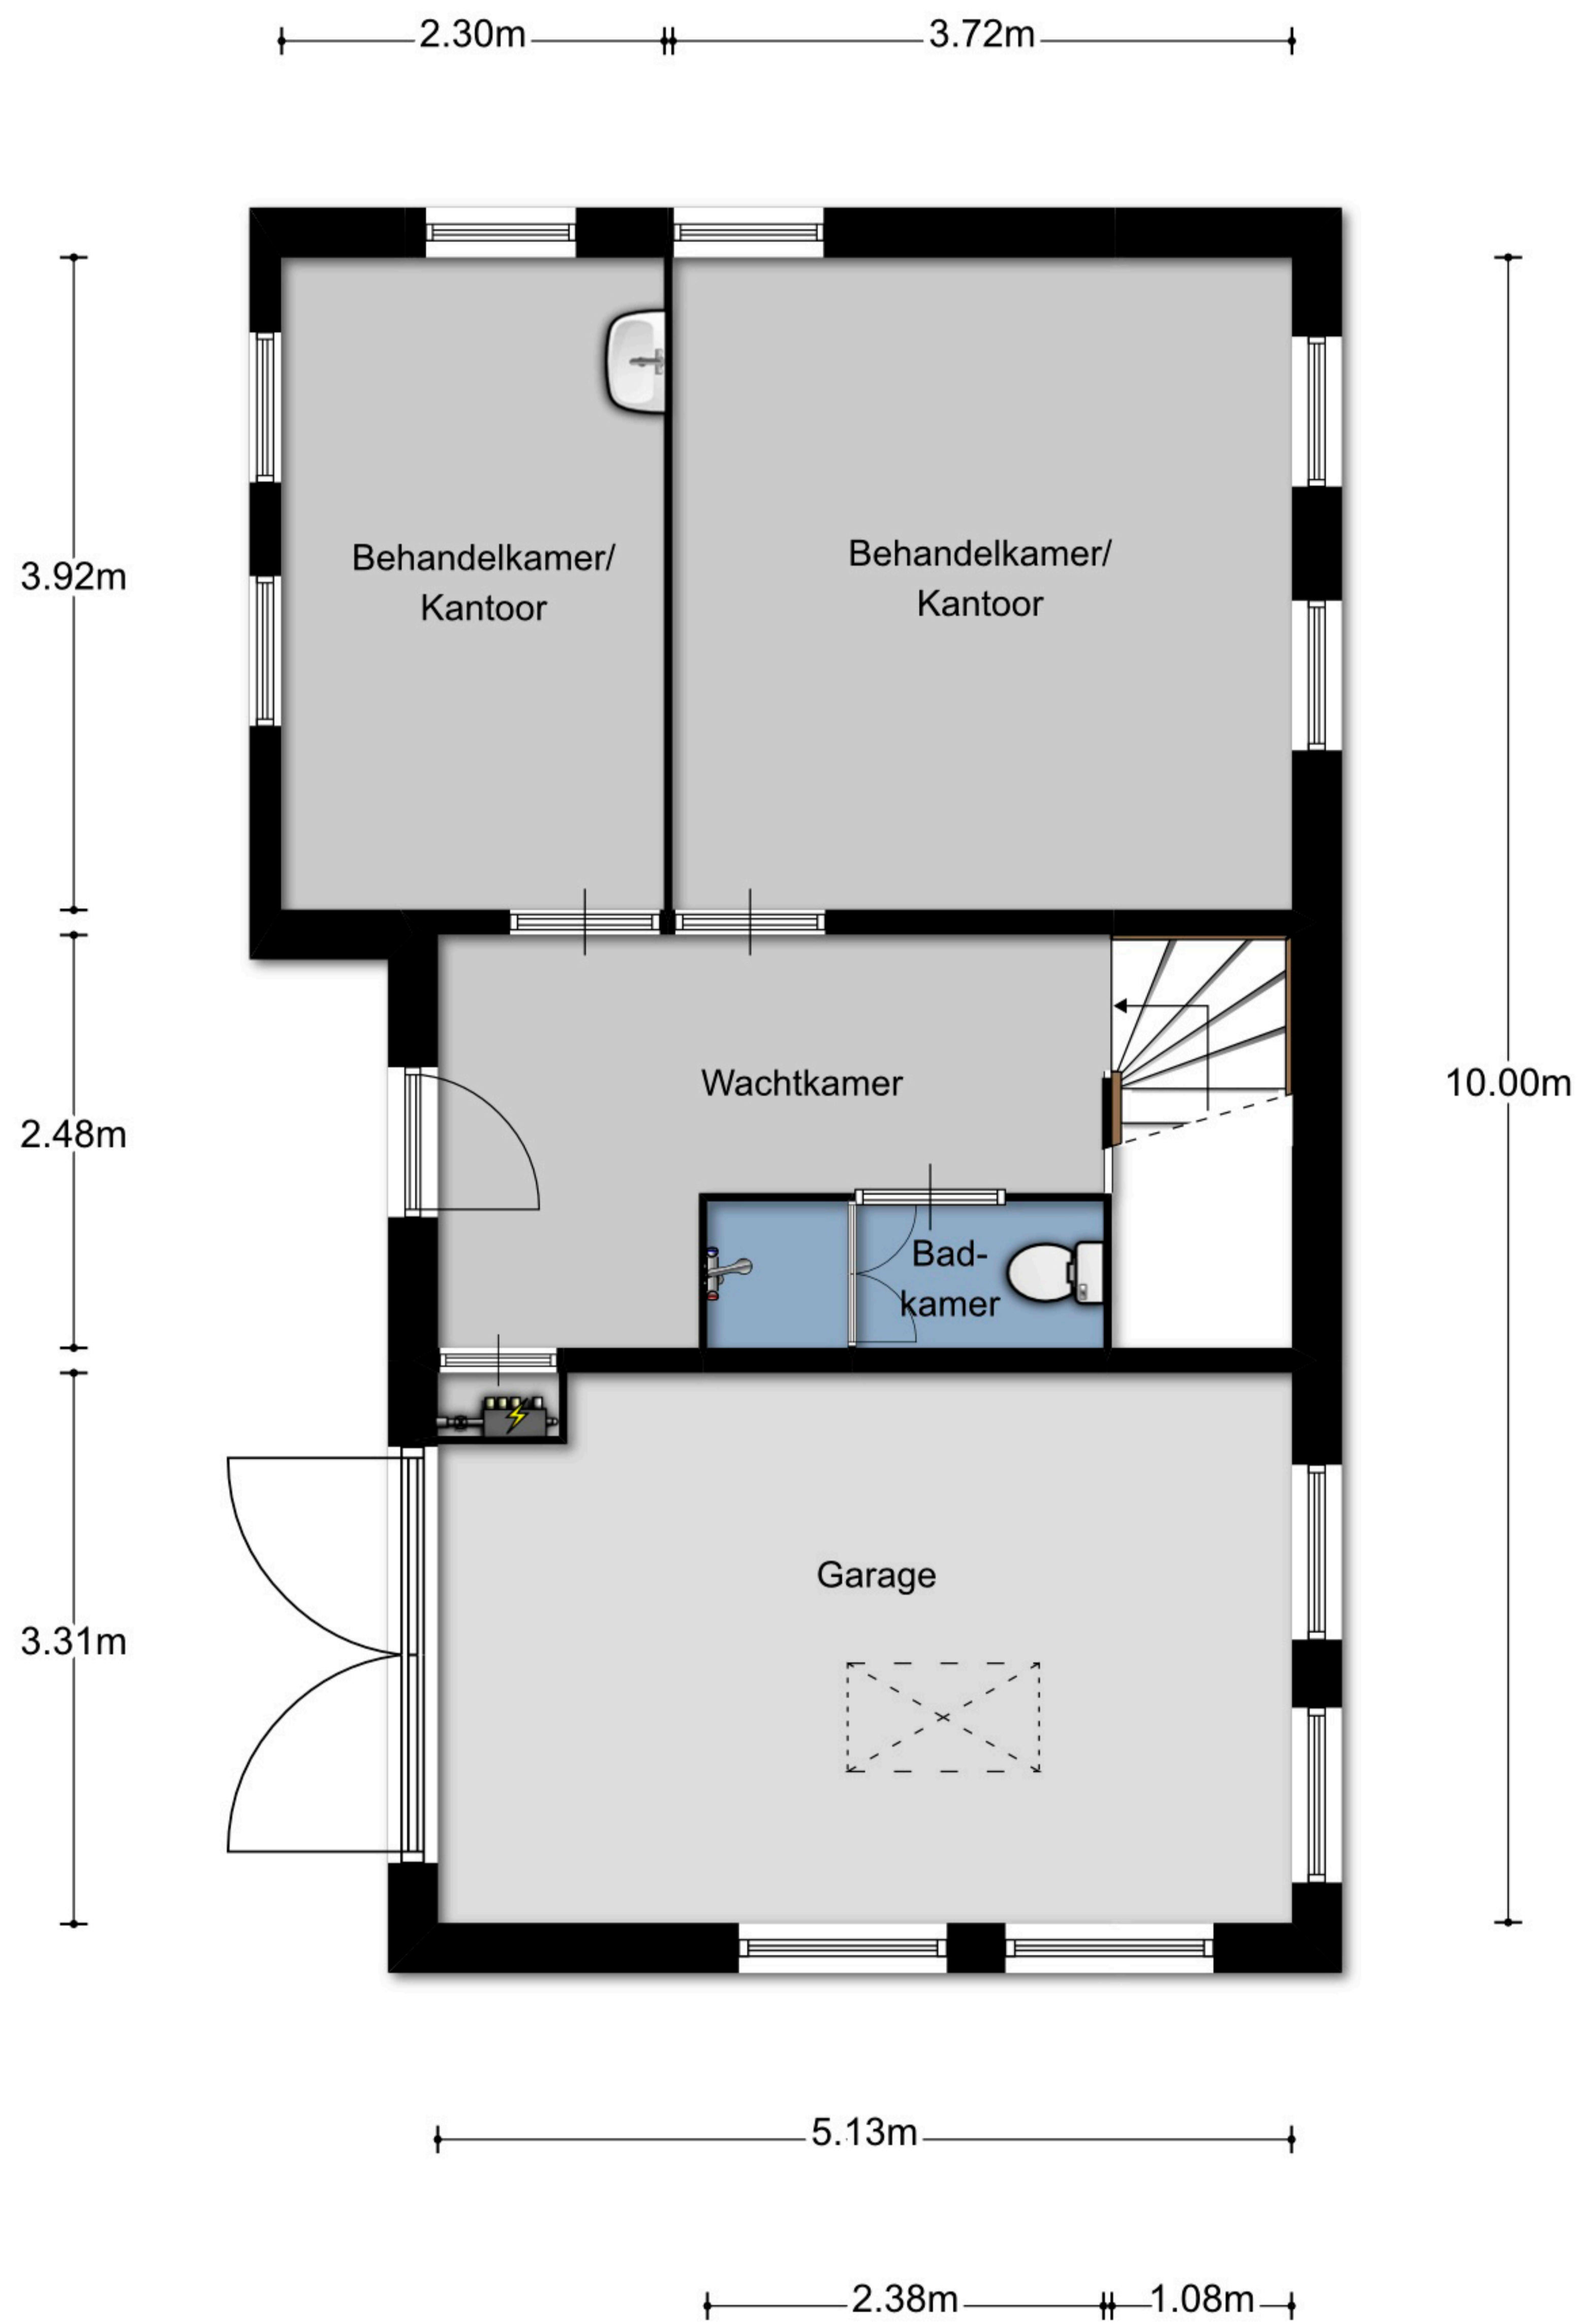 2.30m
3.72m
Behandelkamer/
Kantoor
Behandelkamer/
Kantoor
3.92m
Wachtkamer
10.00m
2.48m
Bad-
kamer
Garage
3.31m
5.13m
2.38m
1.08m